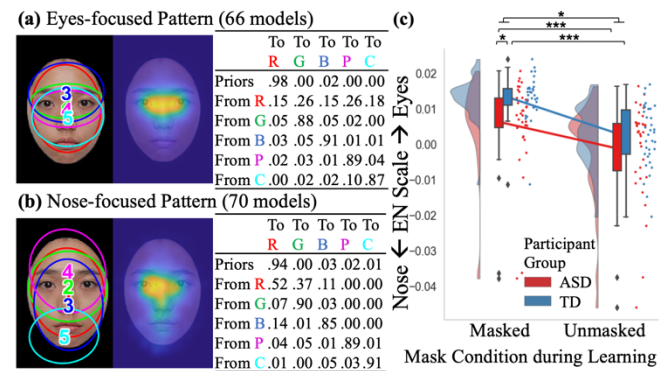 (a) Eyes-focused Pattern (66 models)
3
4
5
To To To To To
R G B P C
Priors .98 .00 .02 .00 .00
From R .15 .26 .15 .26 .18
From G .05 .88 .05 .02 .00
From B .03 .05 .91 .01 .01
From P .02 .03 .01 .89 .04
From C .00 .02 .02 .10 .87
(b) Nose-focused Pattern (70 models)
4
2
3
5
To To To To To
R G B P C
Priors .94 .00 .03 .02 .01
From R .52 .37 .11 .00 .00
From G .07 .90 .03 .00 .00
From B .14 .01 .85 .00 .00
From P .04 .05 .01 .89 .01
From C .01 .00 .05 .03 .91
(c)
*
***
* ***
Nose ← EN Scale → Eyes
0.02
0.01
0.00
−0.01
−0.02
−0.03
−0.04
Participant
Group
ASD
TD
Masked Unmasked
Mask Condition during Learning